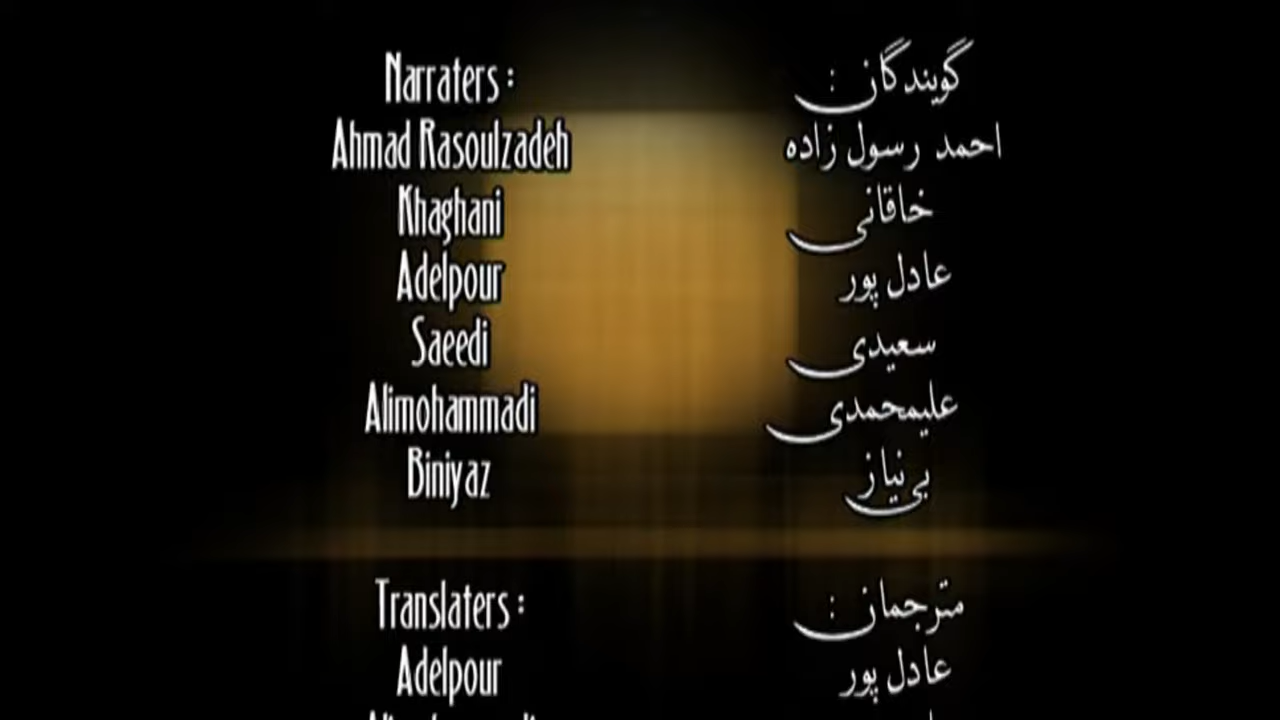 Narraters :
گویندگان :
Ahmad Rasoulzadeh
احمد رسول زاده
Khaghani
خاقانی
Adelpour
عادل پور
Saeedi
سعیدی
Alimohammadi
علیمحمدی
Biniyaz
بی‌نیاز
Translaters :
مترجمان :
Adelpour
عادل پور